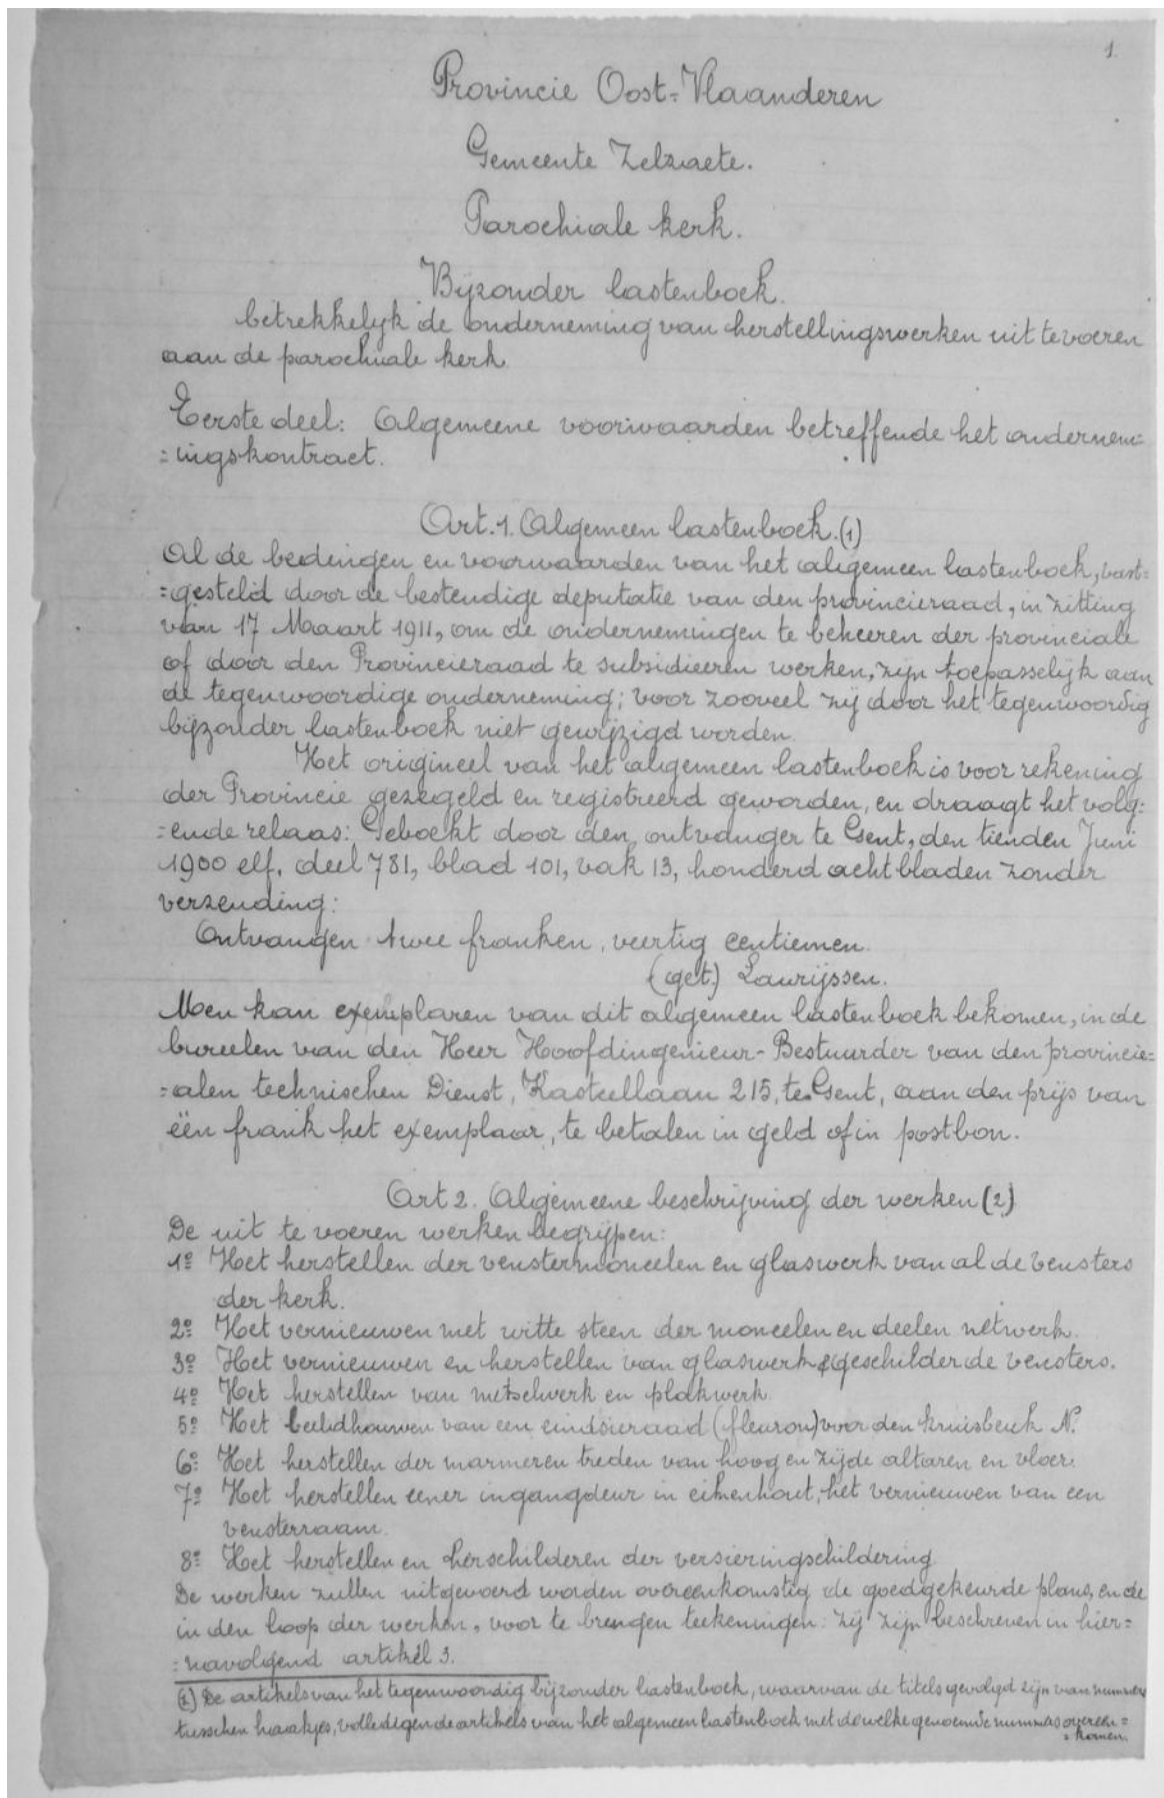 1.
Provincie Oost=Vlaanderen
Gemeente Zelzaete.
Parochiale kerk.
Bijzonder lastenboek.
betrekkelijk de onderneming van herstellingswerken uit te voeren
aan de parochiale kerk
Eerste deel: Algemeene voorwaarden betreffende het ondernem=
=ingskontract.
Art. 1. Algemeen lastenboek. (1)
Al de bedingen en voorwaarden van het algemeen lastenboek, vast=
=gesteld door de bestendige deputatie van den provincieraad, in zitting
van 17 Maart 1911, om de ondernemingen te beheeren der provinciale
of door den Provincieraad te subsidieeren werken, zijn toepasselijk aan
de tegenwoordige onderneming; voor zooveel zij door het tegenwoordig
bijzonder lastenboek niet gewijzigd worden.
Het origineel van het algemeen lastenboek is voor rekening
der Provincie gezegeld en registreerd geworden, en draagt het volg=
=ende relaas: Geboekt door den ontvanger te Gent, den tienden Juni
1900 elf, deel 781, blad 101, vak 13, honderd acht bladen zonder
verzending:
Ontvangen twee franken, veertig centiemen.
(get.) Laurijssen.
Men kan exemplaren van dit algemeen lastenboek bekomen, in de
bureelen van den Heer Hoofdingenieur-Bestuurder van den provincie=
=alen technischen Dienst, Kasteellaan 215, te Gent, aan den prijs van
één frank het exemplaar, te betalen in geld of in postbon.
Art 2. Algemeene beschrijving der werken (2)
De uit te voeren werken begrijpen:
1º Het herstellen der venstermoneelen en glaswerk van al de vensters
der kerk.
2º Het vernieuwen met witte steen der moneelen en deelen netwerk.
3º Het vernieuwen en herstellen van glaswerk & geschilderde vensters.
4º Het herstellen van metselwerk en plakwerk.
5º Het beeldhouwen van een eindsieraad (fleuron) voor den kruisbeuk N.
6º Het herstellen der marmeren treden van hoog en zijde altaren en vloer.
7º Het herstellen eener ingangdeur in eikenhout, het vernieuwen van een
vensterraam.
8º Het herstellen en herschilderen der versieringschildering.
De werken zullen uitgevoerd worden overeenkomstig de goedgekeurde plans, en de
in den loop der werken, voor te brengen teekeningen: zij zijn beschreven in hier=
=navolgend artikel 3.
(1) De artikels van het tegenwoordig bijzonder lastenboek, waarvan de titels gevolgd zijn van nummers
tusschen haakjes, volledigen de artikels van het algemeen lastenboek met dewelke genoemde nummers overeen=
=komen.